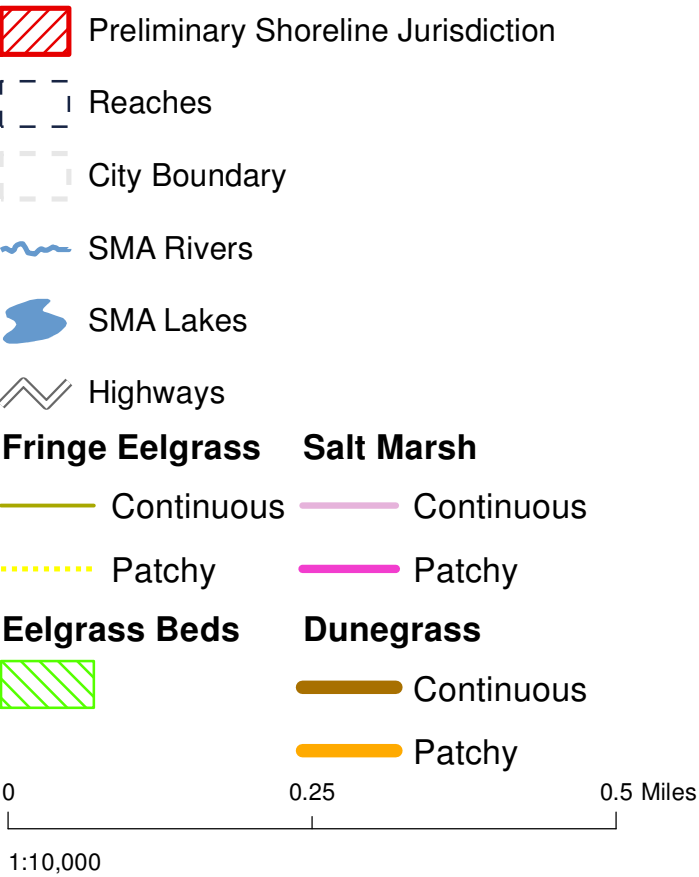 Preliminary Shoreline Jurisdiction
Reaches
City Boundary
SMA Rivers
SMA Lakes
Highways
Fringe Eelgrass Salt Marsh
Continuous Continuous
Patchy Patchy
Eelgrass Beds Dunegrass
Continuous
Patchy
0 0.25 0.5 Miles
1:10,000